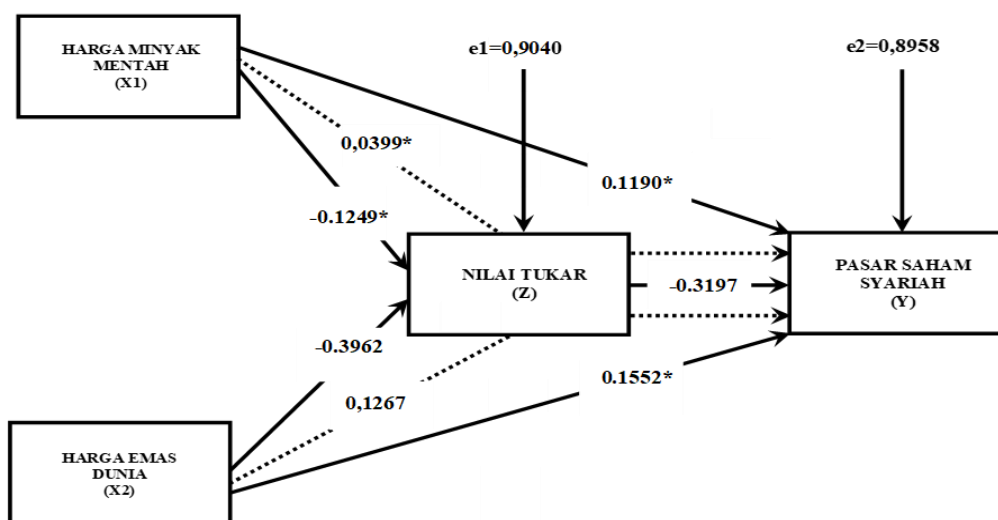 HARGA MINYAK
MENTAH
(X1)
e1=0,9040
e2=0,8958
0,0399*
0.1190*
-0.1249*
NILAI TUKAR
(Z)
-0.3197
PASAR SAHAM
SYARIAH
(Y)
-0.3962
0.1552*
0,1267
HARGA EMAS
DUNIA
(X2)